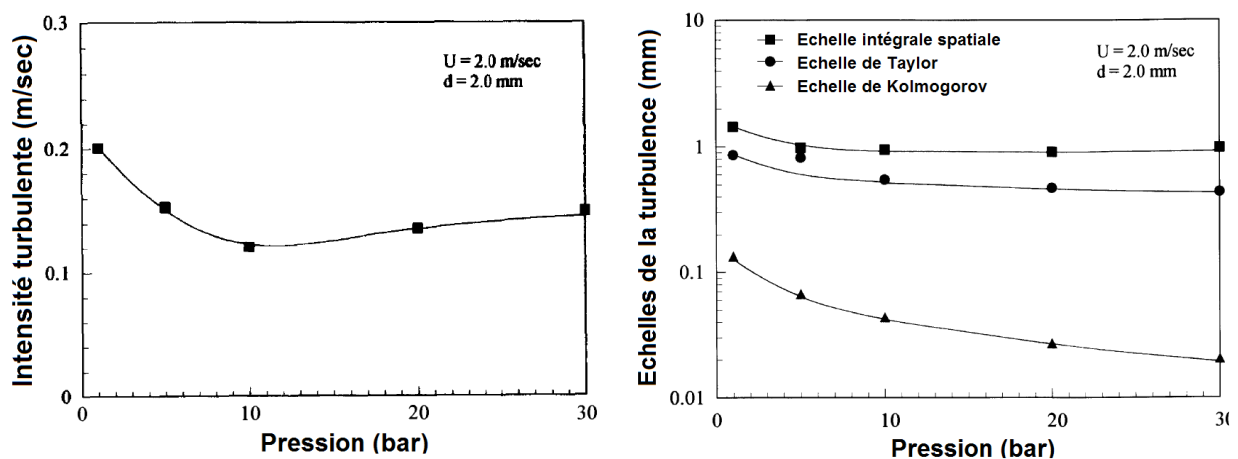 Intensité turbulente (m/sec)
0.3
0.2
0.1
0
U = 2.0 m/sec
d = 2.0 mm
0
10
20
30
Pression (bar)
Echelles de la turbulence (mm)
10
1
0.1
0.01
Echelle intégrale spatiale
Echelle de Taylor
Echelle de Kolmogorov
U = 2.0 m/sec
d = 2.0 mm
0
10
20
30
Pression (bar)